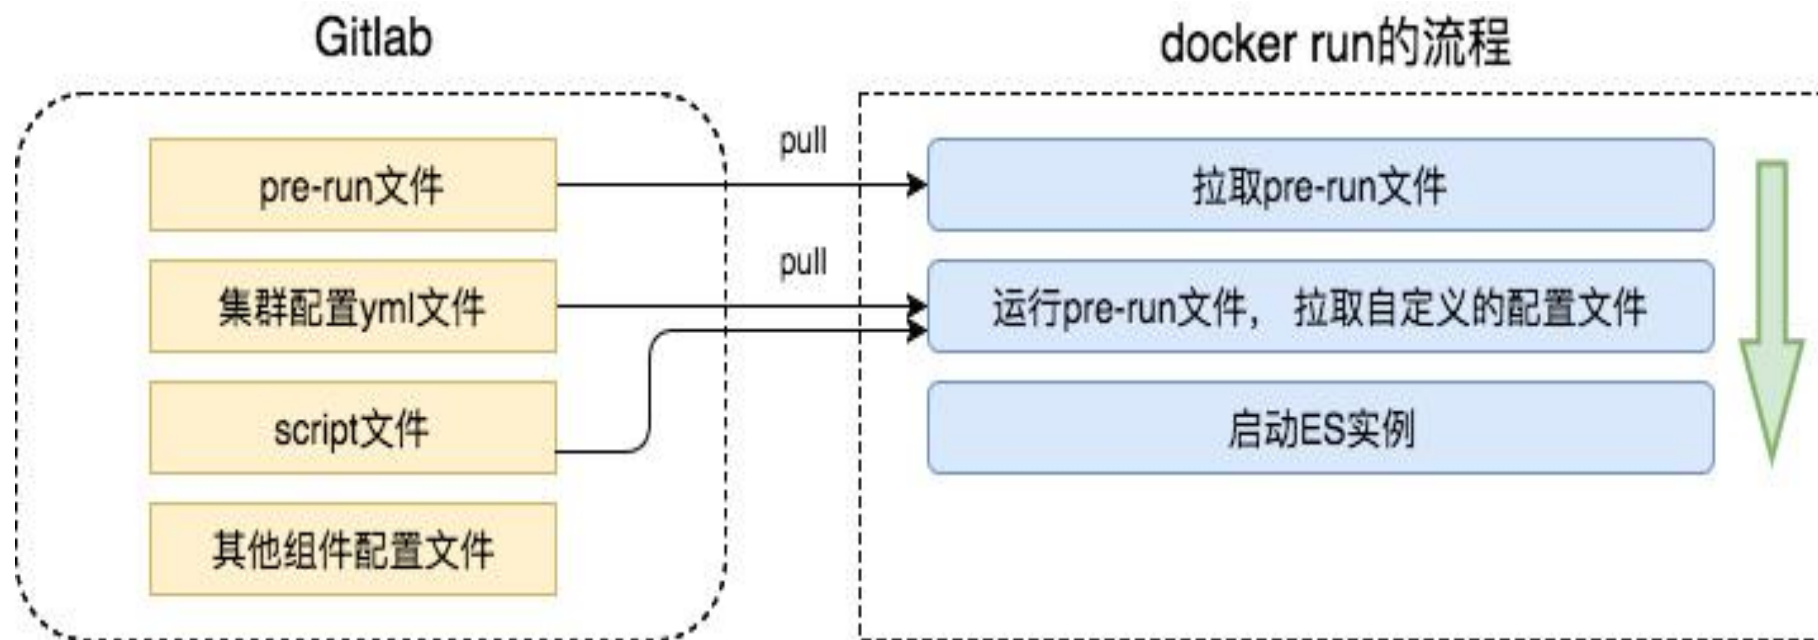 Gitlab
docker run的流程
pre-run文件
pull
拉取pre-run文件
集群配置yml文件
pull
运行pre-run文件， 拉取自定义的配置文件
script文件
启动ES实例
其他组件配置文件